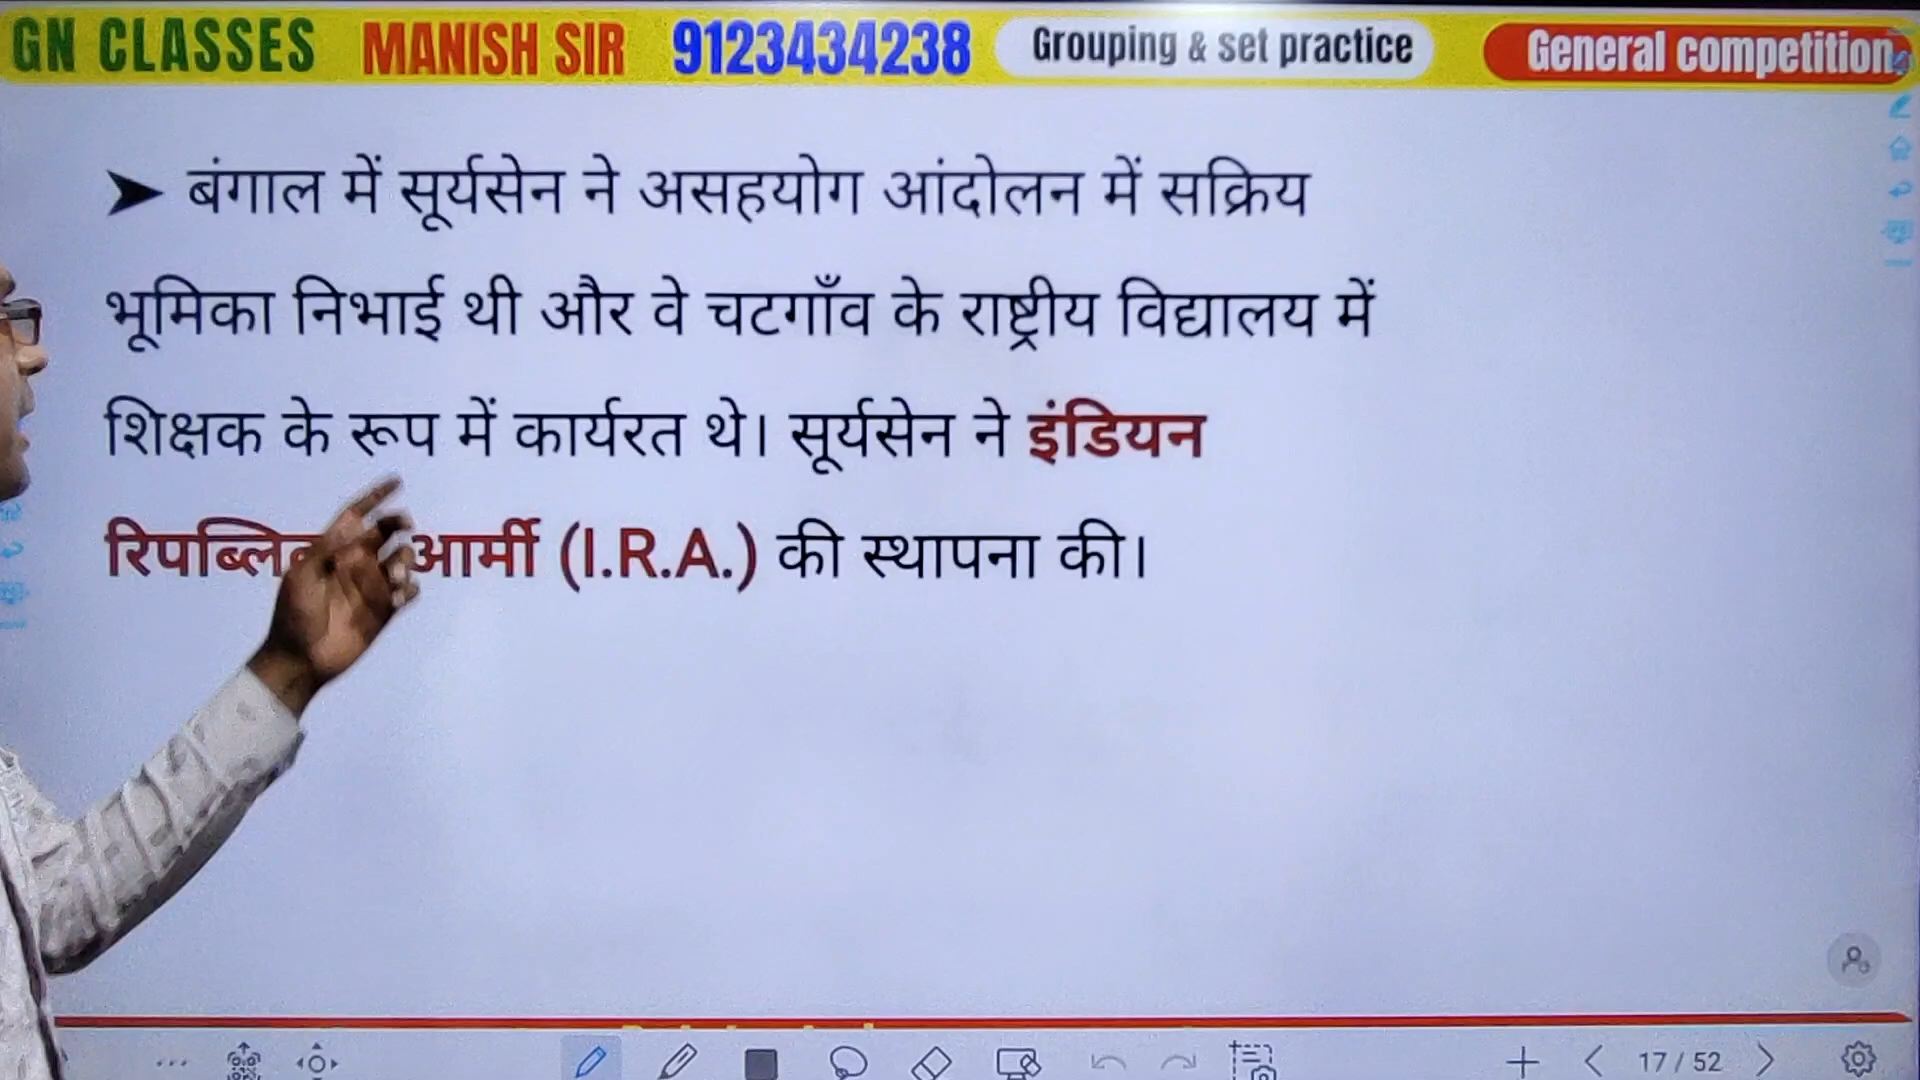 GN CLASSES MANISH SIR 9123434238 Grouping & set practice General competition
➤ बंगाल में सूर्यसेन ने असहयोग आंदोलन में सक्रिय
भूमिका निभाई थी और वे चटगाँव के राष्ट्रीय विद्यालय में
शिक्षक के रूप में कार्यरत थे। सूर्यसेन ने इंडियन
आर्मी (I.R.A.) की स्थापना की।
17 / 52